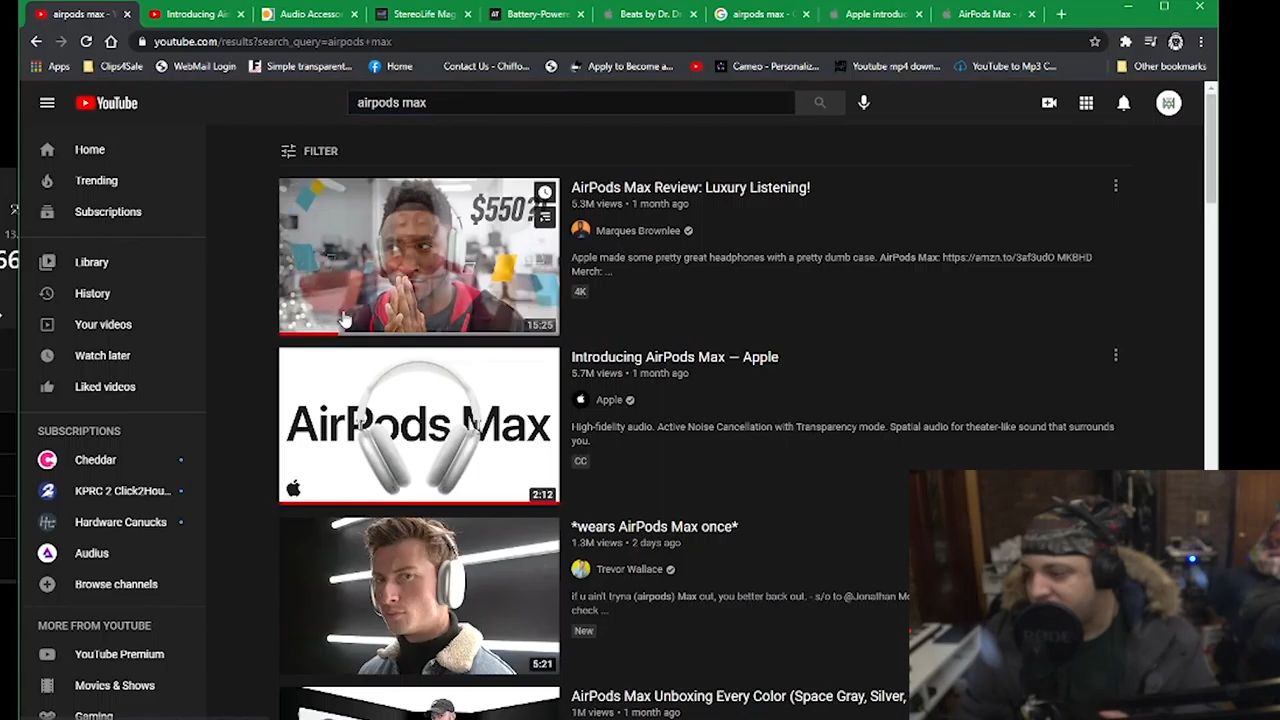 airpods max - Y
Introducing Air
Audio Accessor
StereoLife Mag
Battery-Power
Beats by Dr. D
airpods max -
Apple introduc
AirPods Max -
youtube.com/results?search_query=airpods+max
Apps
Clips4Sale
WebMail Login
Simple transparent...
Home
Contact Us - Chiffo...
Apply to Become a...
Cameo - Personaliz...
Youtube mp4 down...
YouTube to Mp3 C...
Other bookmarks
YouTube
airpods max
Home
Trending
Subscriptions
Library
History
Your videos
Watch later
Liked videos
SUBSCRIPTIONS
Cheddar
KPRC 2 Click2Hou...
Hardware Canucks
Audius
Browse channels
MORE FROM YOUTUBE
YouTube Premium
Movies & Shows
Gaming
FILTER
$550?
15:25
AirPods Max Review: Luxury Listening!
5.3M views • 1 month ago
Marques Brownlee
Apple made some pretty great headphones with a pretty dumb case. AirPods Max: https://amzn.to/3af3udO MKBHD
Merch: ...
4K
AirPods Max
2:12
Introducing AirPods Max — Apple
5.7M views • 1 month ago
Apple
High-fidelity audio. Active Noise Cancellation with Transparency mode. Spatial audio for theater-like sound that surrounds
you.
CC
5:21
*wears AirPods Max once*
1.3M views • 2 days ago
Trevor Wallace
if u ain't tryna (airpods) Max out, you better back out. - s/o to @Jonathan
check ...
New
AirPods Max Unboxing Every Color (Space Gray, Silver,
1M views • 1 month ago
RODE